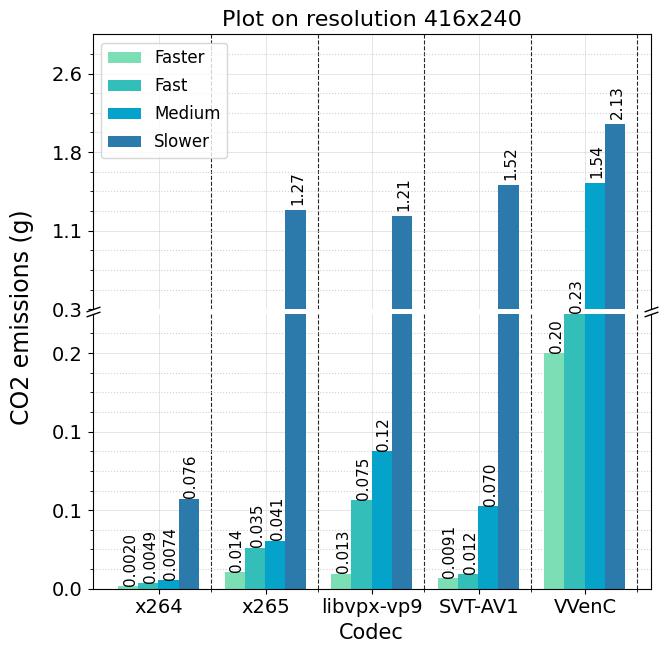 Plot on resolution 416x240
Faster
Fast
Medium
Slower
CO2 emissions (g)
2.6
1.8
1.1
0.3
0.3
0.2
0.1
0.1
0.0
0.0020
0.0049
0.0074
0.076
0.014
0.035
0.041
1.27
0.013
0.075
0.12
1.21
0.0091
0.012
0.070
1.52
0.20
0.23
1.54
2.13
x264
x265
libvpx-vp9
SVT-AV1
VVenC
Codec